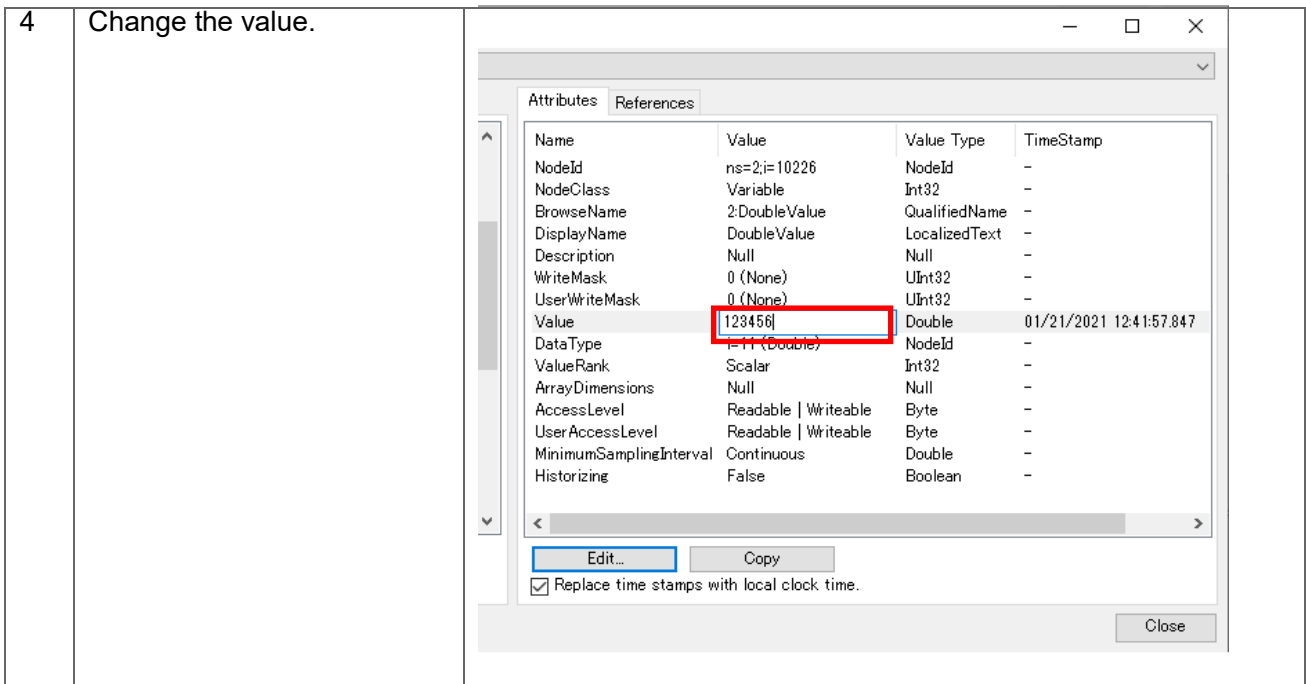 4 Change the value.
Attributes References
Name Value Value Type TimeStamp
NodeId ns=2;i=10226 NodeId -
NodeClass Variable Int32 -
BrowseName 2:DoubleValue QualifiedName -
DisplayName DoubleValue LocalizedText -
Description Null Null -
WriteMask 0 (None) UInt32 -
UserWriteMask 0 (None) UInt32 -
Value 123456 Double 01/21/2021 12:41:57.847
DataType i=11 (Double) NodeId -
ValueRank Scalar Int32 -
ArrayDimensions Null Null -
AccessLevel Readable | Writeable Byte -
UserAccessLevel Readable | Writeable Byte -
MinimumSamplingInterval Continuous Double -
Historizing False Boolean -
Edit... Copy
Replace time stamps with local clock time.
Close